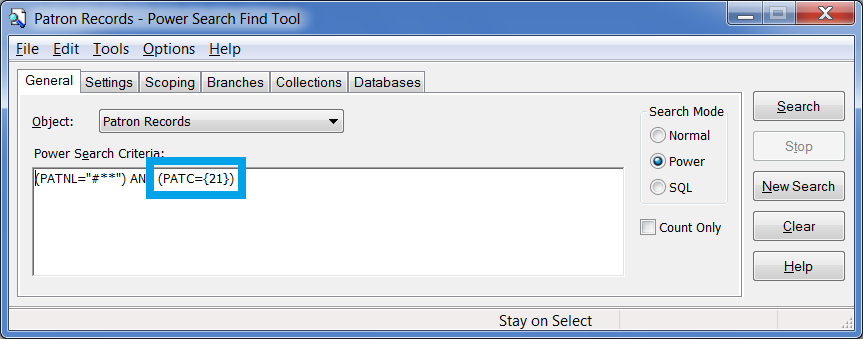 Patron Records - Power Search Find Tool
File Edit Tools Options Help
General Settings Scoping Branches Collections Databases
Object: Patron Records
Power Search Criteria:
(PATNL="#**") AN (PATC={21})
Search Mode
Normal
Power
SQL
Count Only
Search
Stop
New Search
Clear
Help
Stay on Select